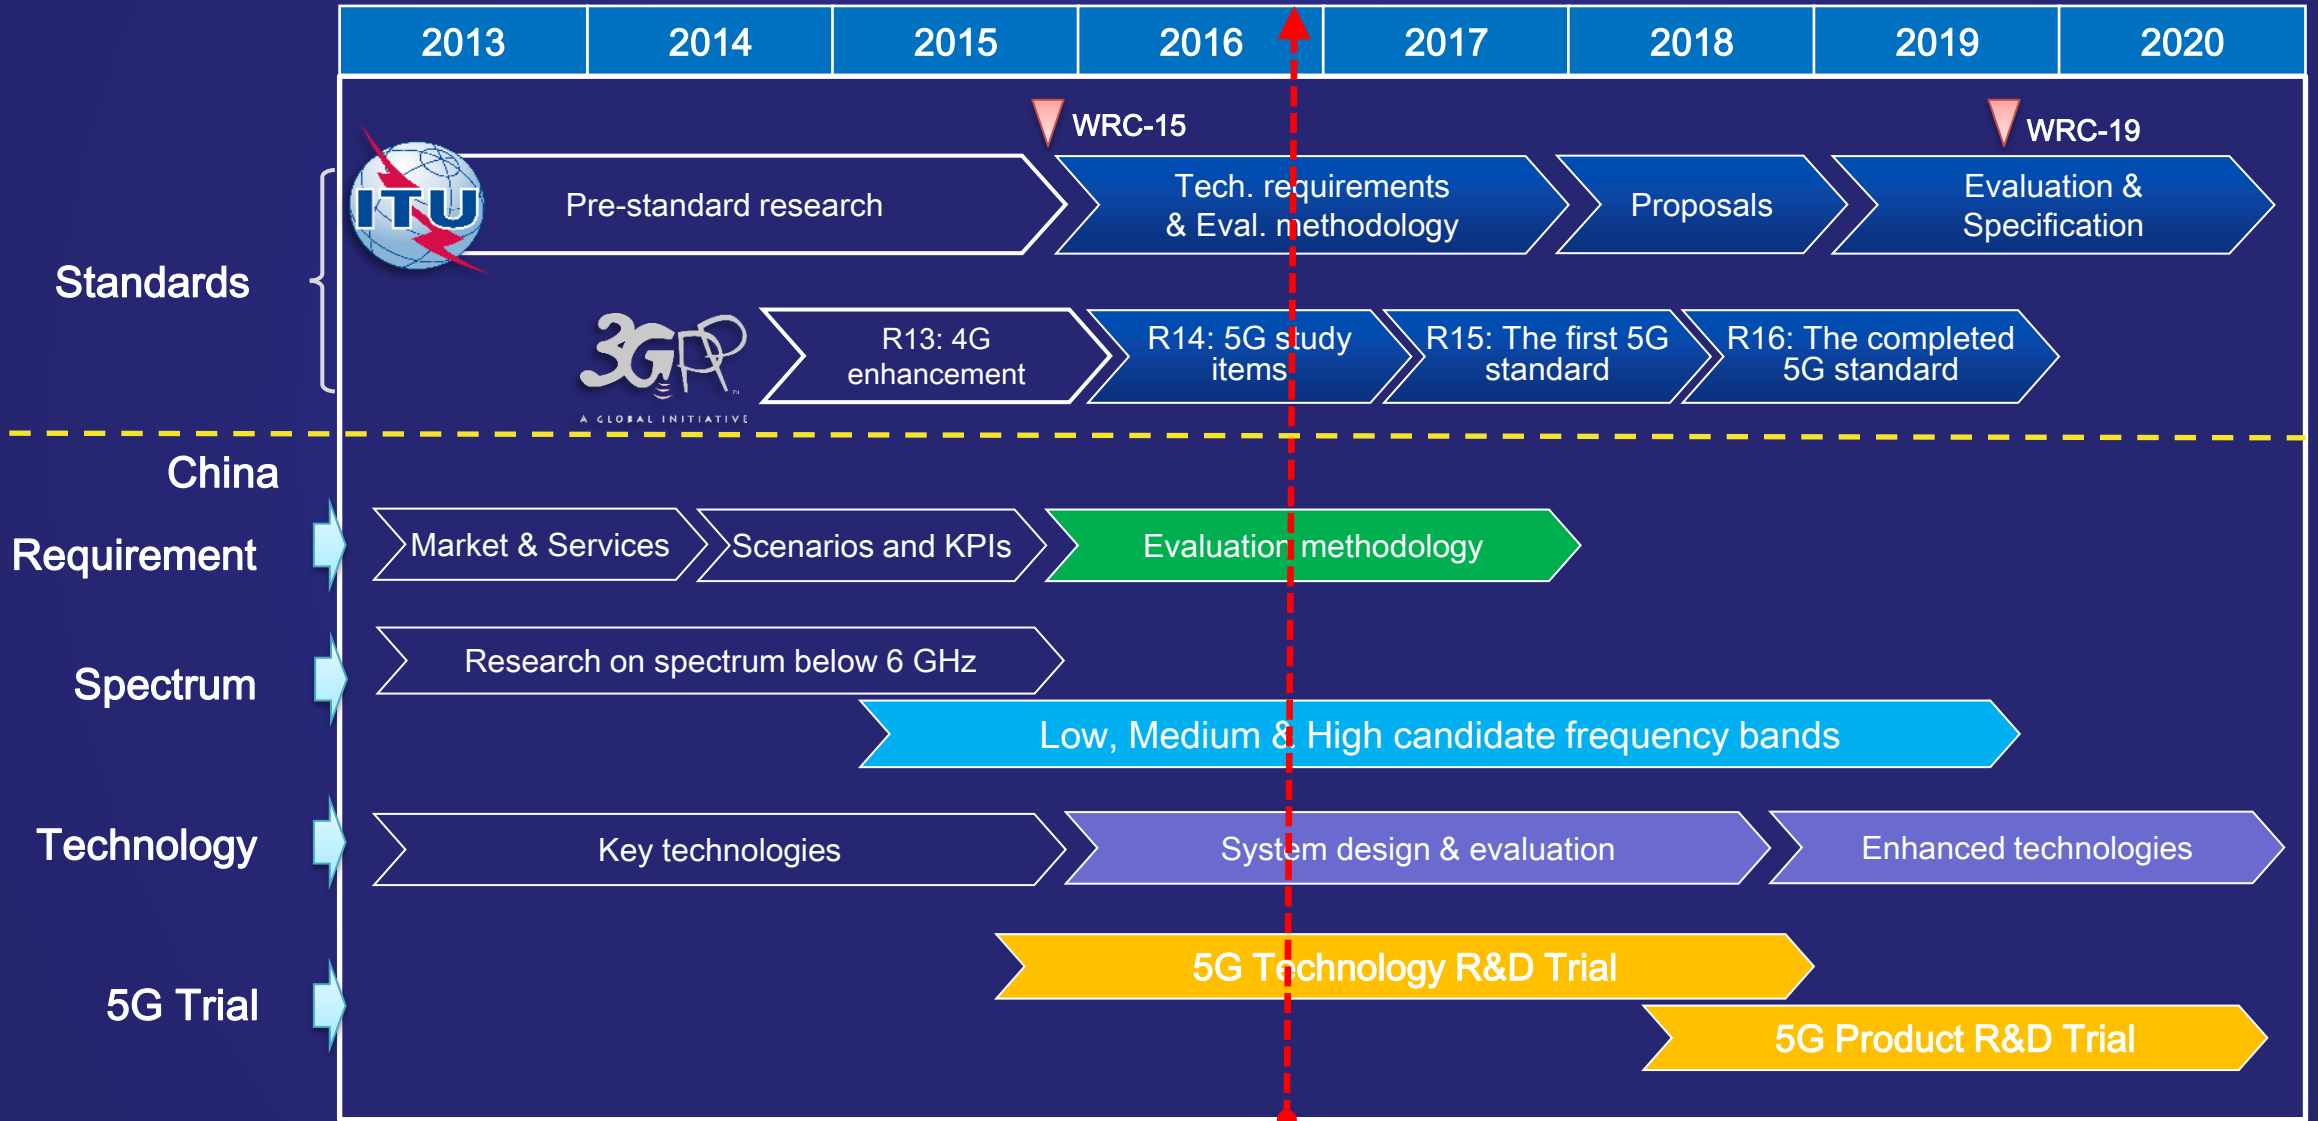 2013 2014 2015 2016 2017 2018 2019 2020
WRC-15
WRC-19
ITU
Pre-standard research
Tech. requirements
& Eval. methodology
Proposals
Evaluation &
Specification
Standards
3GPP
A GLOBAL INITIATIVE
R13: 4G
enhancement
R14: 5G study
items
R15: The first 5G
standard
R16: The completed
5G standard
China
Requirement
Market & Services
Scenarios and KPIs
Evaluation methodology
Spectrum
Research on spectrum below 6 GHz
Low, Medium & High candidate frequency bands
Technology
Key technologies
System design & evaluation
Enhanced technologies
5G Trial
5G Technology R&D Trial
5G Product R&D Trial